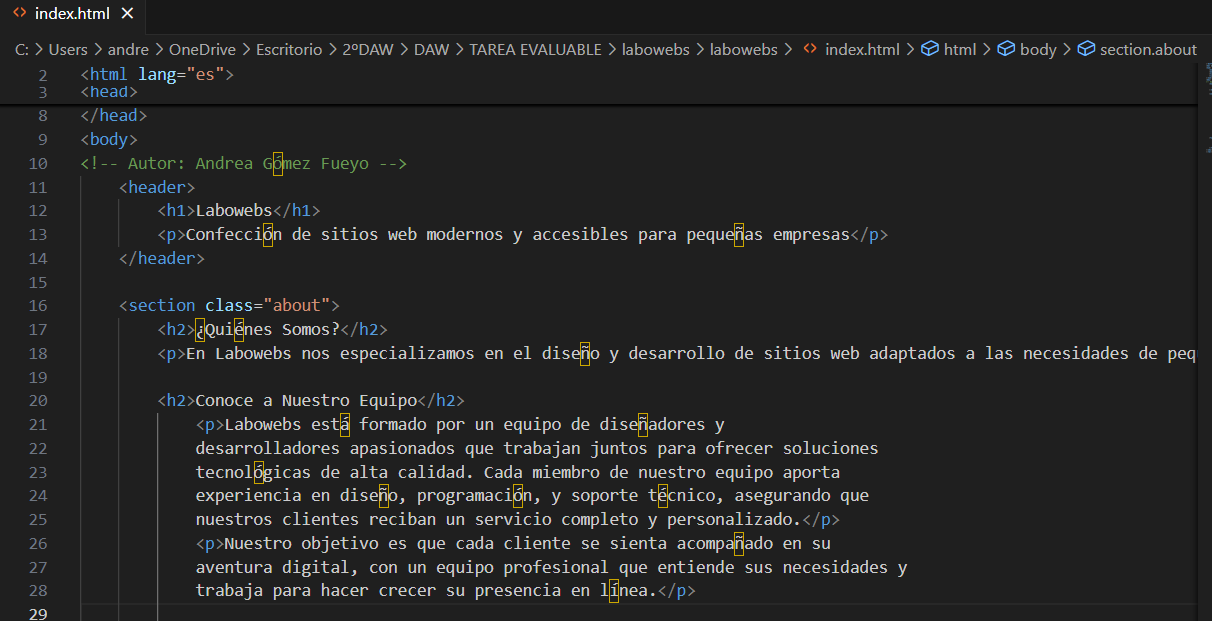 <> index.html ×
C: > Users > andre > OneDrive > Escritorio > 2ºDAW > DAW > TAREA EVALUABLE > labowebs > labowebs > <> index.html > html > body > section.about
2 <html lang="es">
3 <head>
8 </head>
9 <body>
10 <!-- Autor: Andrea Gómez Fueyo -->
11 <header>
12 <h1>Labowebs</h1>
13 <p>Confección de sitios web modernos y accesibles para pequeñas empresas</p>
14 </header>
15
16 <section class="about">
17 <h2>¿Quiénes Somos?</h2>
18 <p>En Labowebs nos especializamos en el diseño y desarrollo de sitios web adaptados a las necesidades de peq
19
20 <h2>Conoce a Nuestro Equipo</h2>
21 <p>Labowebs está formado por un equipo de diseñadores y
22 desarrolladores apasionados que trabajan juntos para ofrecer soluciones
23 tecnológicas de alta calidad. Cada miembro de nuestro equipo aporta
24 experiencia en diseño, programación, y soporte técnico, asegurando que
25 nuestros clientes reciban un servicio completo y personalizado.</p>
26 <p>Nuestro objetivo es que cada cliente se sienta acompañado en su
27 aventura digital, con un equipo profesional que entiende sus necesidades y
28 trabaja para hacer crecer su presencia en línea.</p>
29